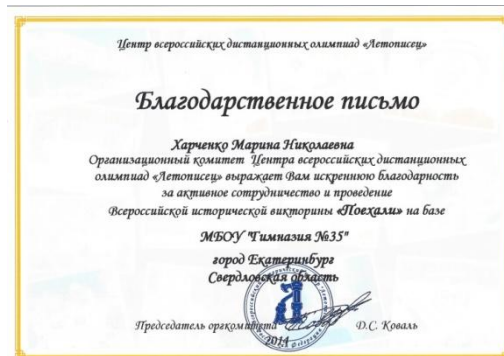 Центр всероссийских дистанционных олимпиад «Летописец»
Благодарственное письмо
Харченко Марина Николаевна
Организационный комитет Центра всероссийских дистанционных
олимпиад «Летописец» выражает Вам искреннюю благодарность
за активное сотрудничество и проведение
Всероссийской исторической викторины «Поехали» на базе
МБОУ "Гимназия №35"
город Екатеринбург
Свердловская область
Председатель оргкомитета Д.С. Коваль
2014